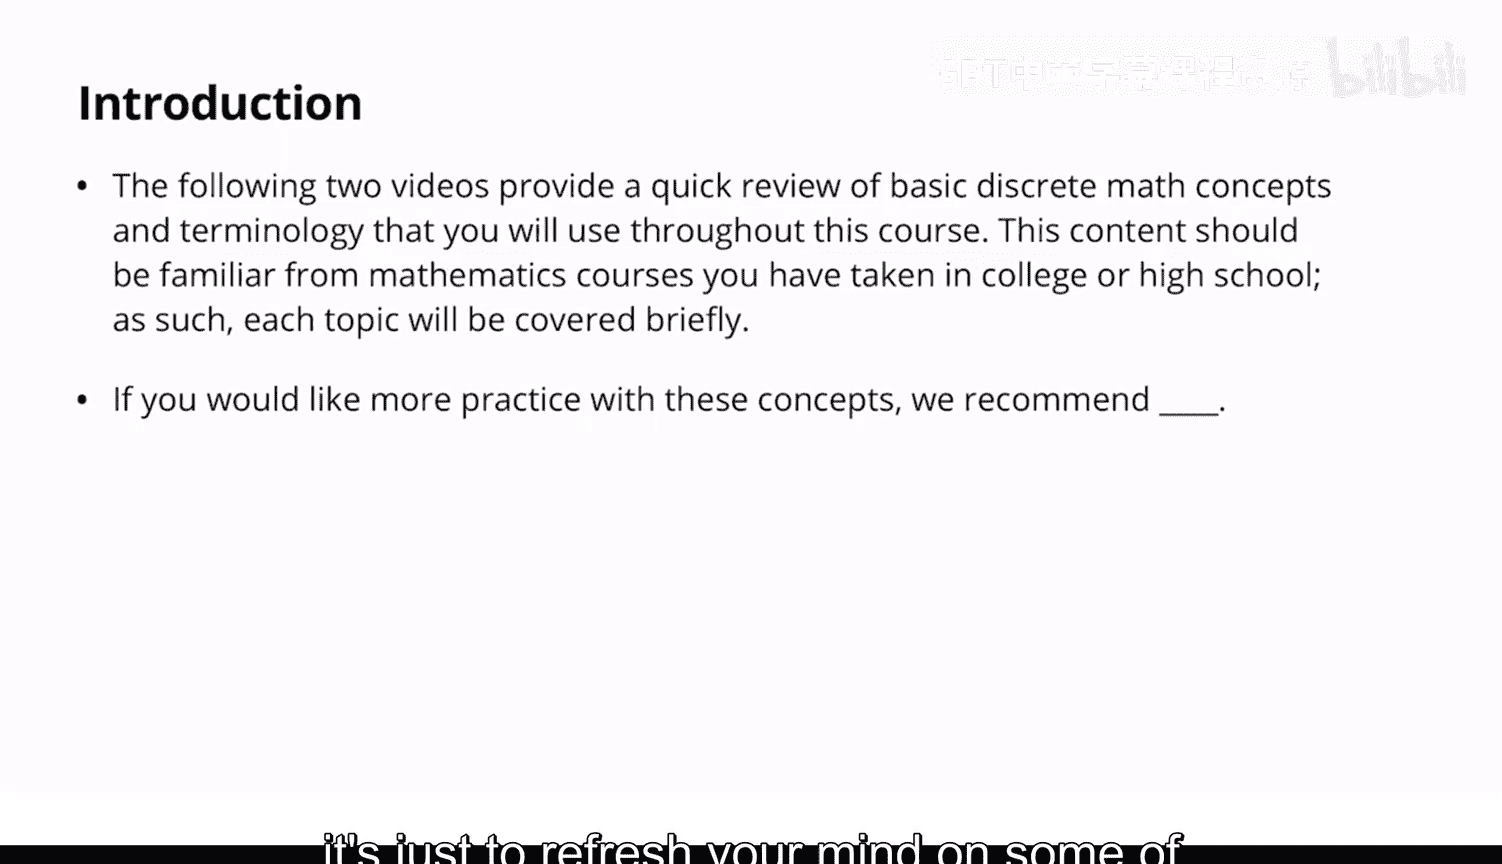 bilibili
Introduction
• The following two videos provide a quick review of basic discrete math concepts
and terminology that you will use throughout this course. This content should
be familiar from mathematics courses you have taken in college or high school;
as such, each topic will be covered briefly.
• If you would like more practice with these concepts, we recommend ____.
it's just to refresh your mind on some of